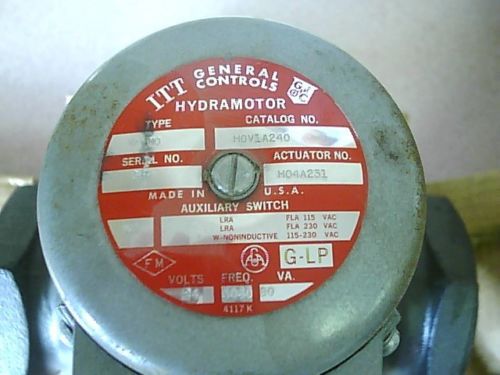 ITT GENERAL CONTROLS
HYDRAMOTOR
TYPE CATALOG NO.
HOV1A240
SERIAL NO. ACTUATOR NO.
H04A231
MADE IN U.S.A.
AUXILIARY SWITCH
LRA FLA 115 VAC
LRA FLA 230 VAC
W-NONINDUCTIVE 115-230 VAC
FM G-LP
VOLTS FREQ. VA.
4117K